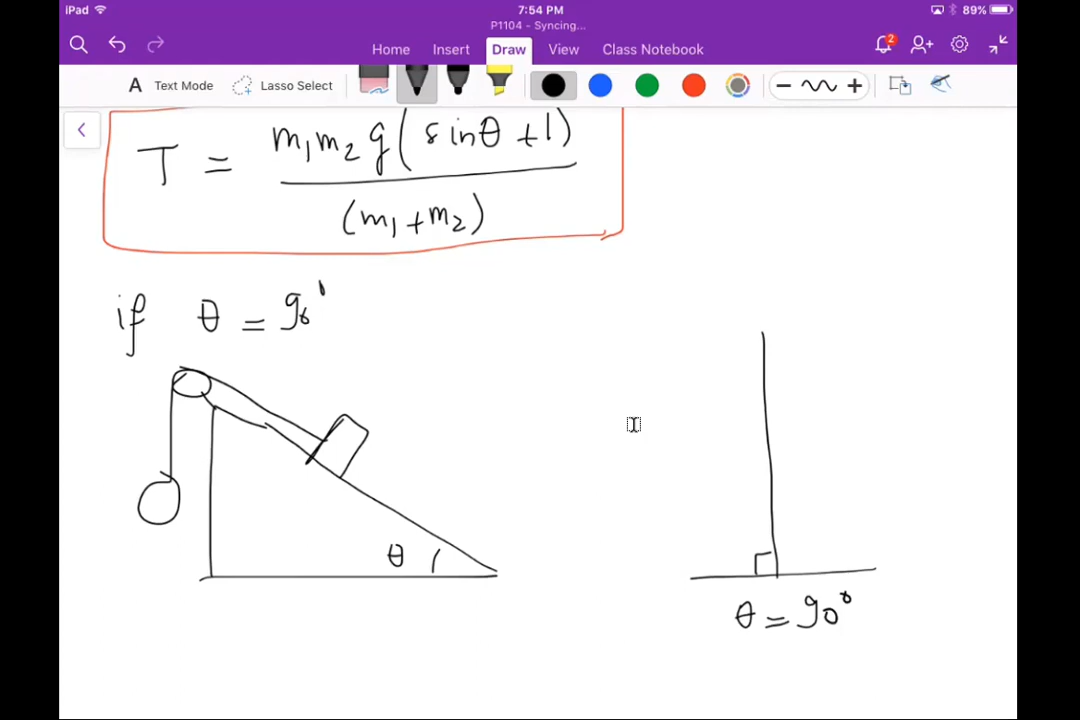 iPad 7:54 PM 89%
P1104 - Syncing...
Home Insert Draw View Class Notebook 2
A Text Mode Lasso Select
T = m₁m₂g(sinθ+1)
(m₁+m₂)
if θ = 90°
θ
θ = 90°